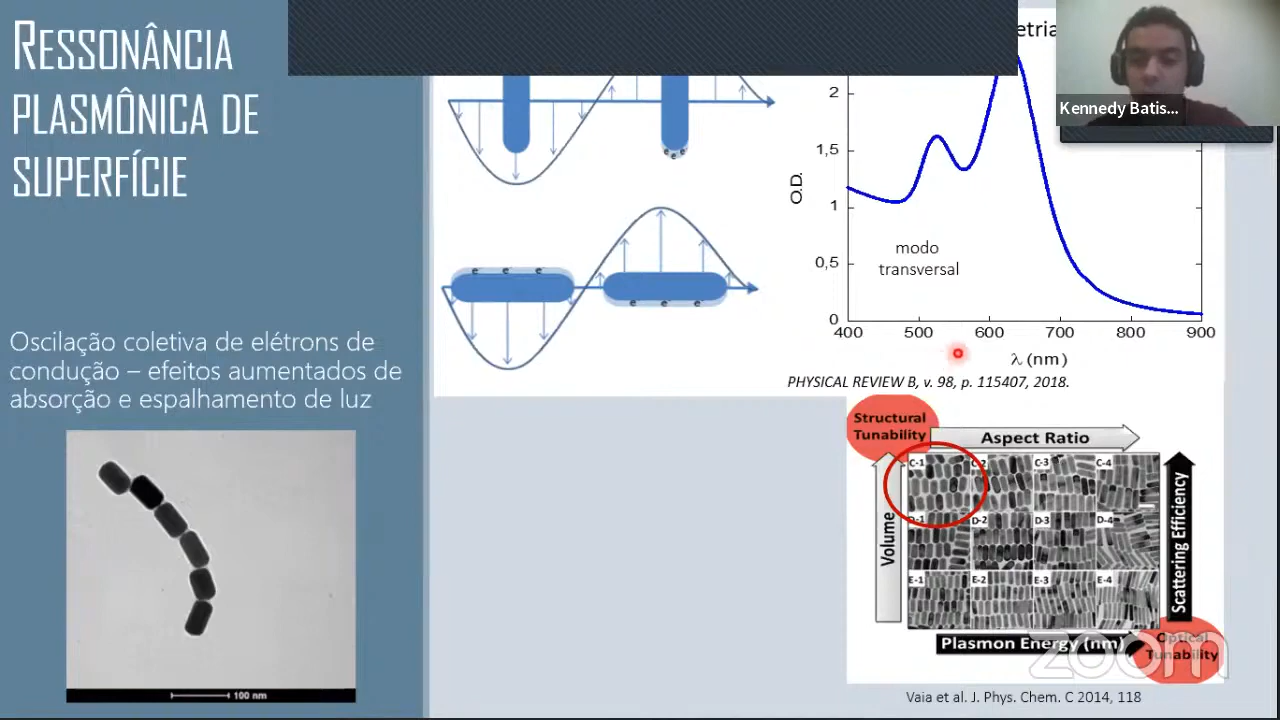 RESSONÂNCIA
PLASMÔNICA DE
SUPERFÍCIE
Oscilação coletiva de elétrons de
condução – efeitos aumentados de
absorção e espalhamento de luz
100 nm
e e
e
e e e
e e e
etria
2
1,5
1
0,5
0
O.D.
modo
transversal
400 500 600 700 800 900
λ (nm)
PHYSICAL REVIEW B, v. 98, p. 115407, 2018.
Kennedy Batis...
Structural
Tunability
Aspect Ratio
Volume
C-1 C-2 C-3 C-4
D-1 D-2 D-3 D-4
E-1 E-2 E-3 E-4
Scattering Efficiency
Plasmon Energy (nm)
Optical
Tunability
zoom
Vaia et al. J. Phys. Chem. C 2014, 118